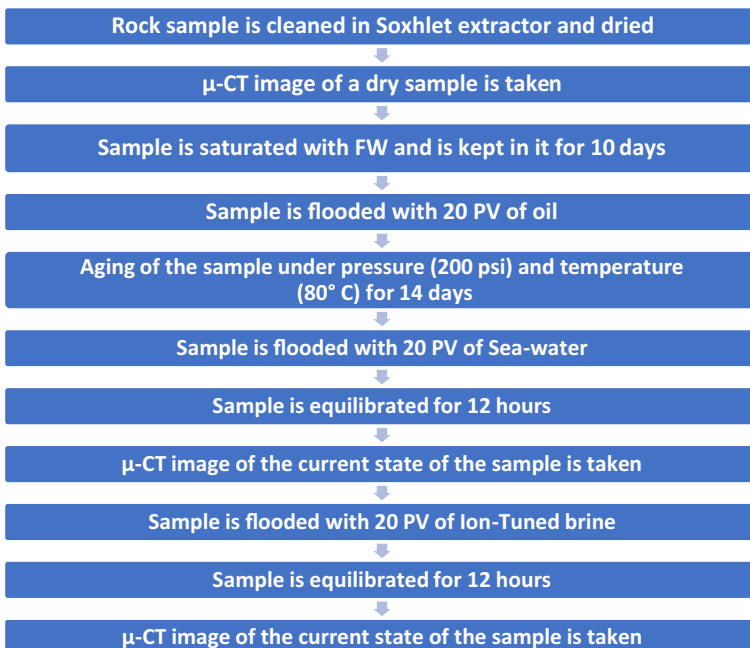 Rock sample is cleaned in Soxhlet extractor and dried
μ-CT image of a dry sample is taken
Sample is saturated with FW and is kept in it for 10 days
Sample is flooded with 20 PV of oil
Aging of the sample under pressure (200 psi) and temperature
(80° C) for 14 days
Sample is flooded with 20 PV of Sea-water
Sample is equilibrated for 12 hours
μ-CT image of the current state of the sample is taken
Sample is flooded with 20 PV of Ion-Tuned brine
Sample is equilibrated for 12 hours
μ-CT image of the current state of the sample is taken